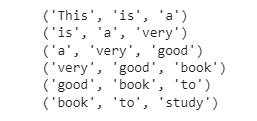 ('This', 'is', 'a')
('is', 'a', 'very')
('a', 'very', 'good')
('very', 'good', 'book')
('good', 'book', 'to')
('book', 'to', 'study')